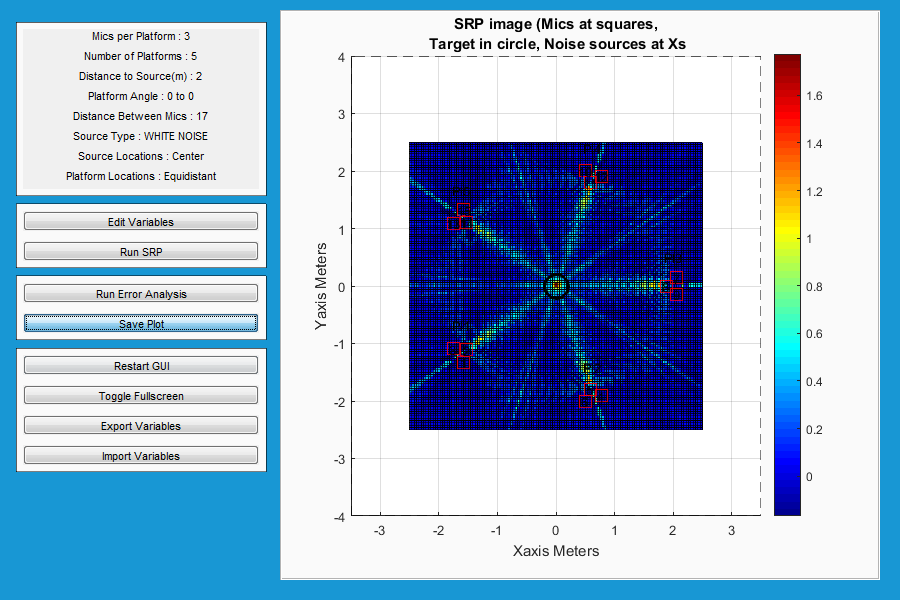 Mics per Platform : 3
Number of Platforms : 5
Distance to Source(m) : 2
Platform Angle : 0 to 0
Distance Between Mics : 17
Source Type : WHITE NOISE
Source Locations : Center
Platform Locations : Equidistant
Edit Variables
Run SRP
Run Error Analysis
Save Plot
Restart GUI
Toggle Fullscreen
Export Variables
Import Variables
SRP image (Mics at squares,
Target in circle, Noise sources at Xs
4
3
2
1
0
-1
-2
-3
-4
Yaxis Meters
-3 -2 -1 0 1 2 3
Xaxis Meters
1.6
1.4
1.2
1
0.8
0.6
0.4
0.2
0